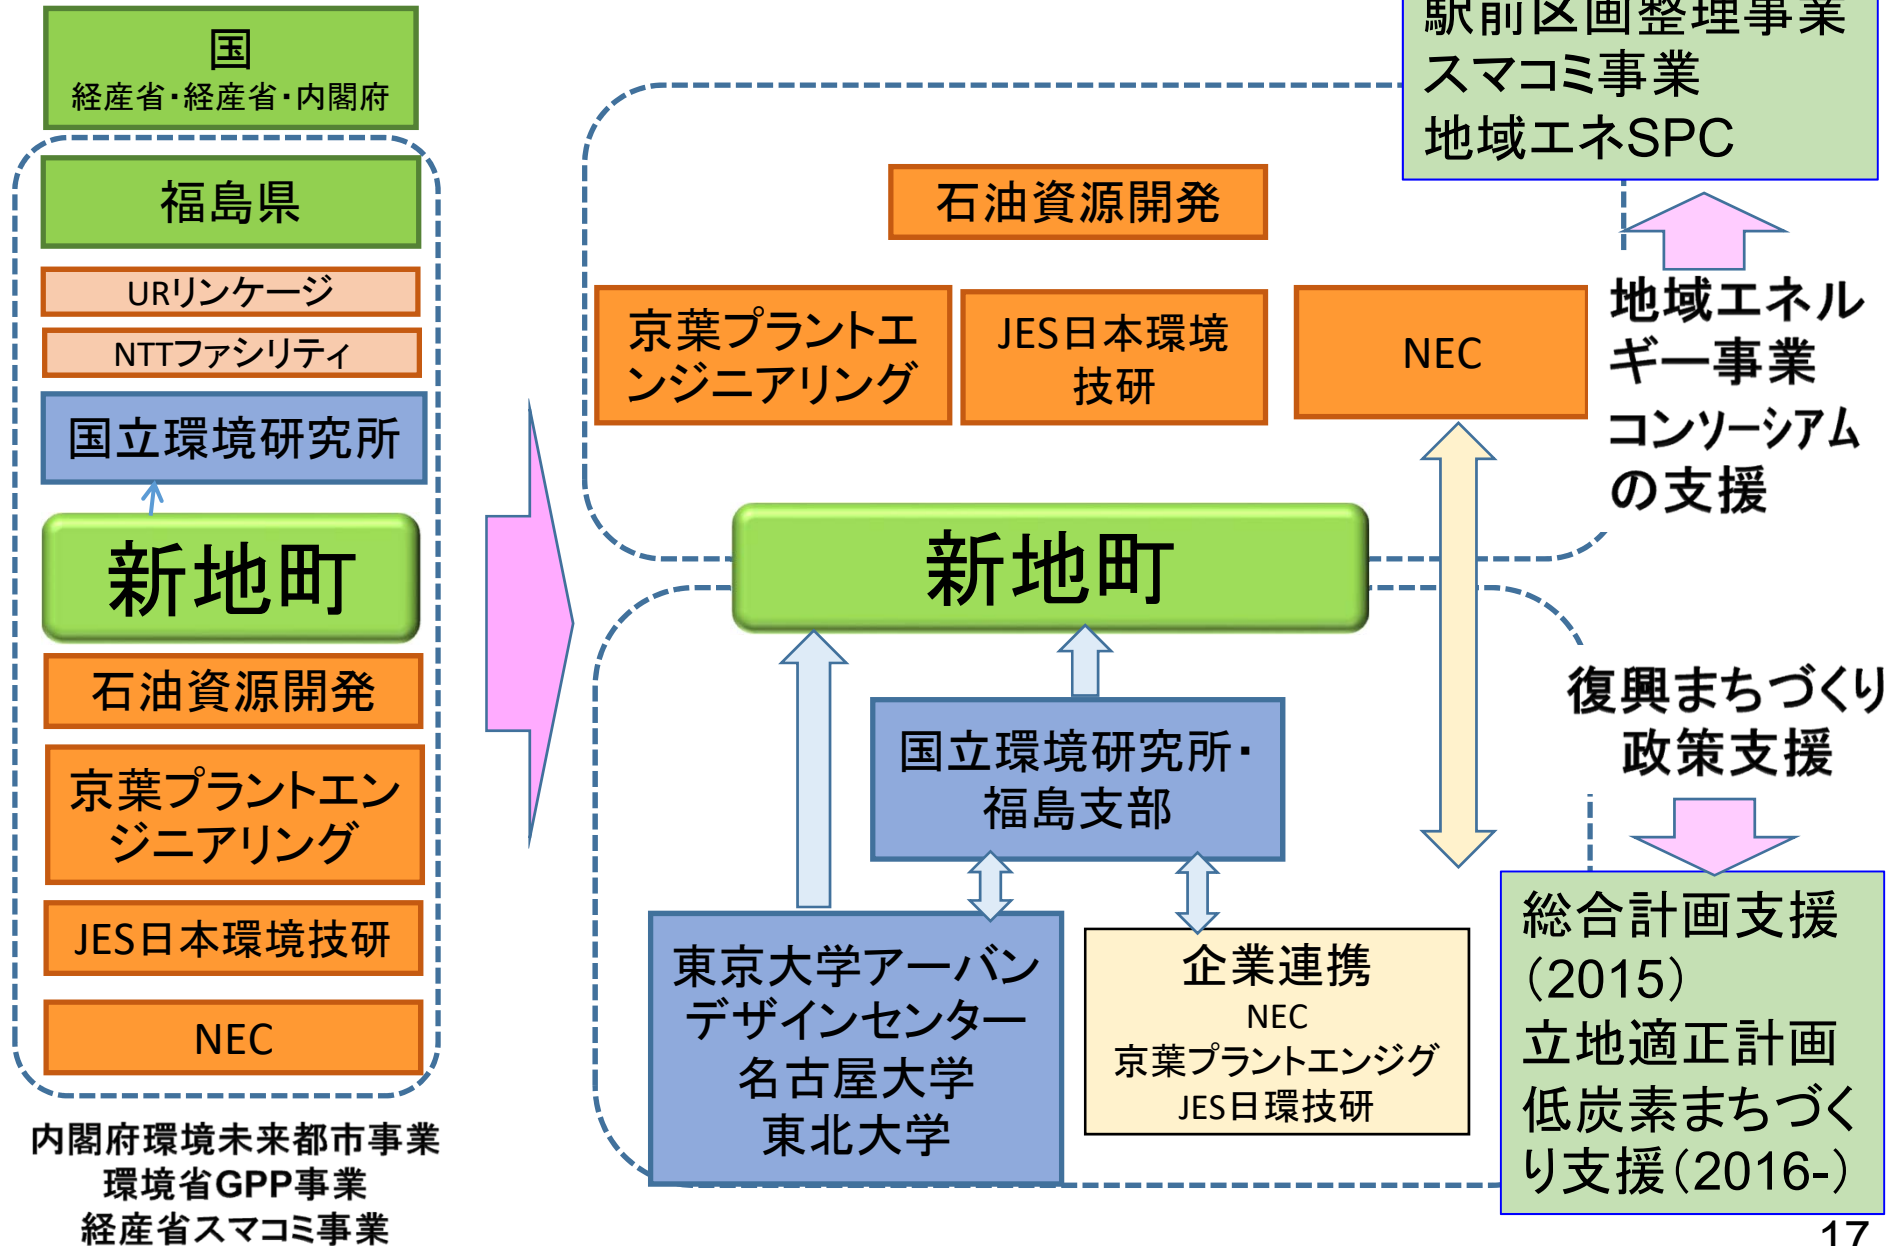 国
経産省・経産省・内閣府
福島県
URリンケージ
NTTファシリティ
国立環境研究所
新地町
石油資源開発
京葉プラントエン
ジニアリング
JES日本環境技研
NEC
内閣府環境未来都市事業
環境省GPP事業
経産省スマコミ事業
駅前区画整理事業
スマコミ事業
地域エネSPC
石油資源開発
京葉プラントエ
ンジニアリング
JES日本環境
技研
NEC
地域エネル
ギー事業
コンソーシアム
の支援
新地町
復興まちづくり
政策支援
国立環境研究所・
福島支部
東京大学アーバン
デザインセンター
名古屋大学
東北大学
企業連携
NEC
京葉プラントエンジグ
JES日環技研
総合計画支援
（2015）
立地適正計画
低炭素まちづく
り支援（2016-）
17